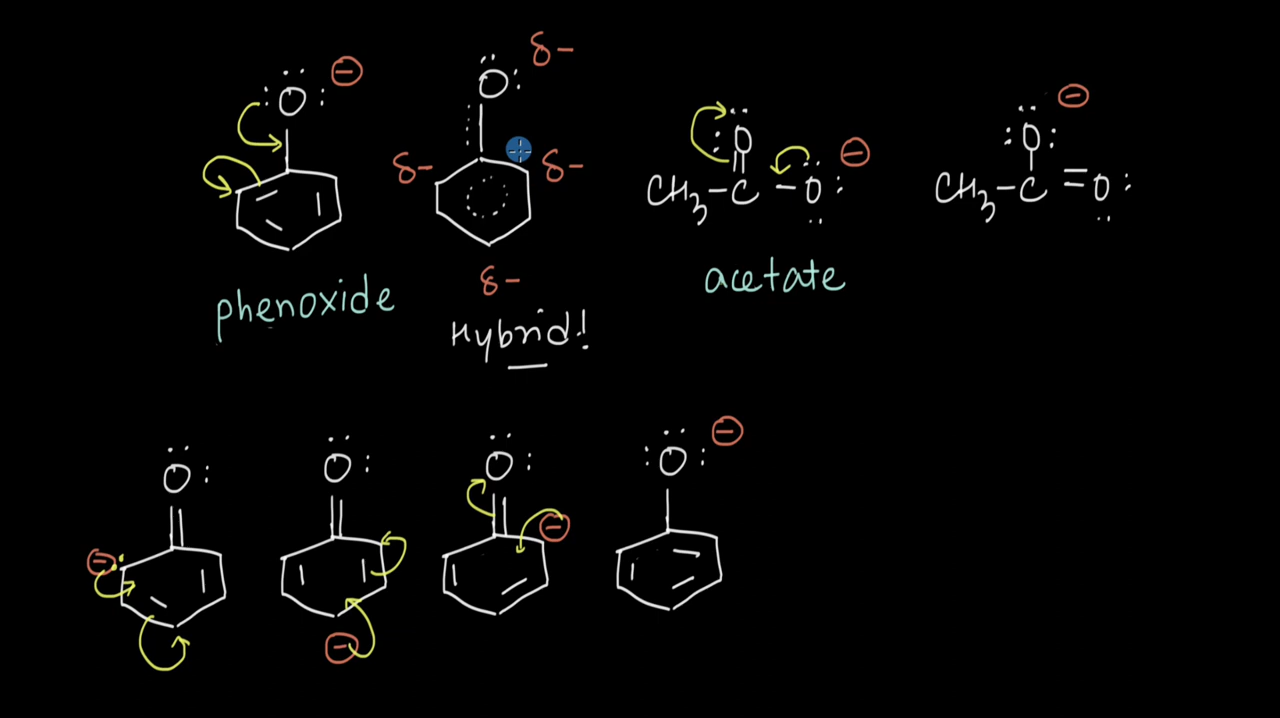 :Ö: ⊖
Ö: δ-
δ- δ-
δ-
phenoxide
Hybrid!
:Ö ⊖
CH3-C-O:
acetate
:Ö: ⊖
CH3-C=O:
Ö: Ö: Ö: :Ö: ⊖
⊖: ⊖ ⊖